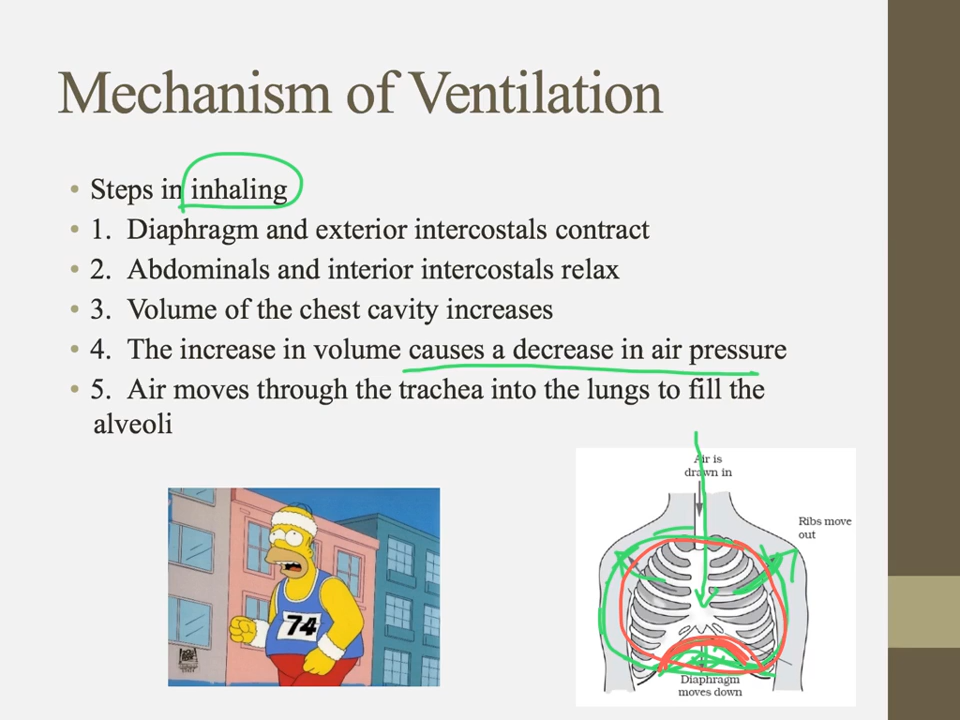 Mechanism of Ventilation
• Steps in inhaling
• 1. Diaphragm and exterior intercostals contract
• 2. Abdominals and interior intercostals relax
• 3. Volume of the chest cavity increases
• 4. The increase in volume causes a decrease in air pressure
• 5. Air moves through the trachea into the lungs to fill the
alveoli
Air is
drawn in
Ribs move
out
74
Diaphragm
moves down